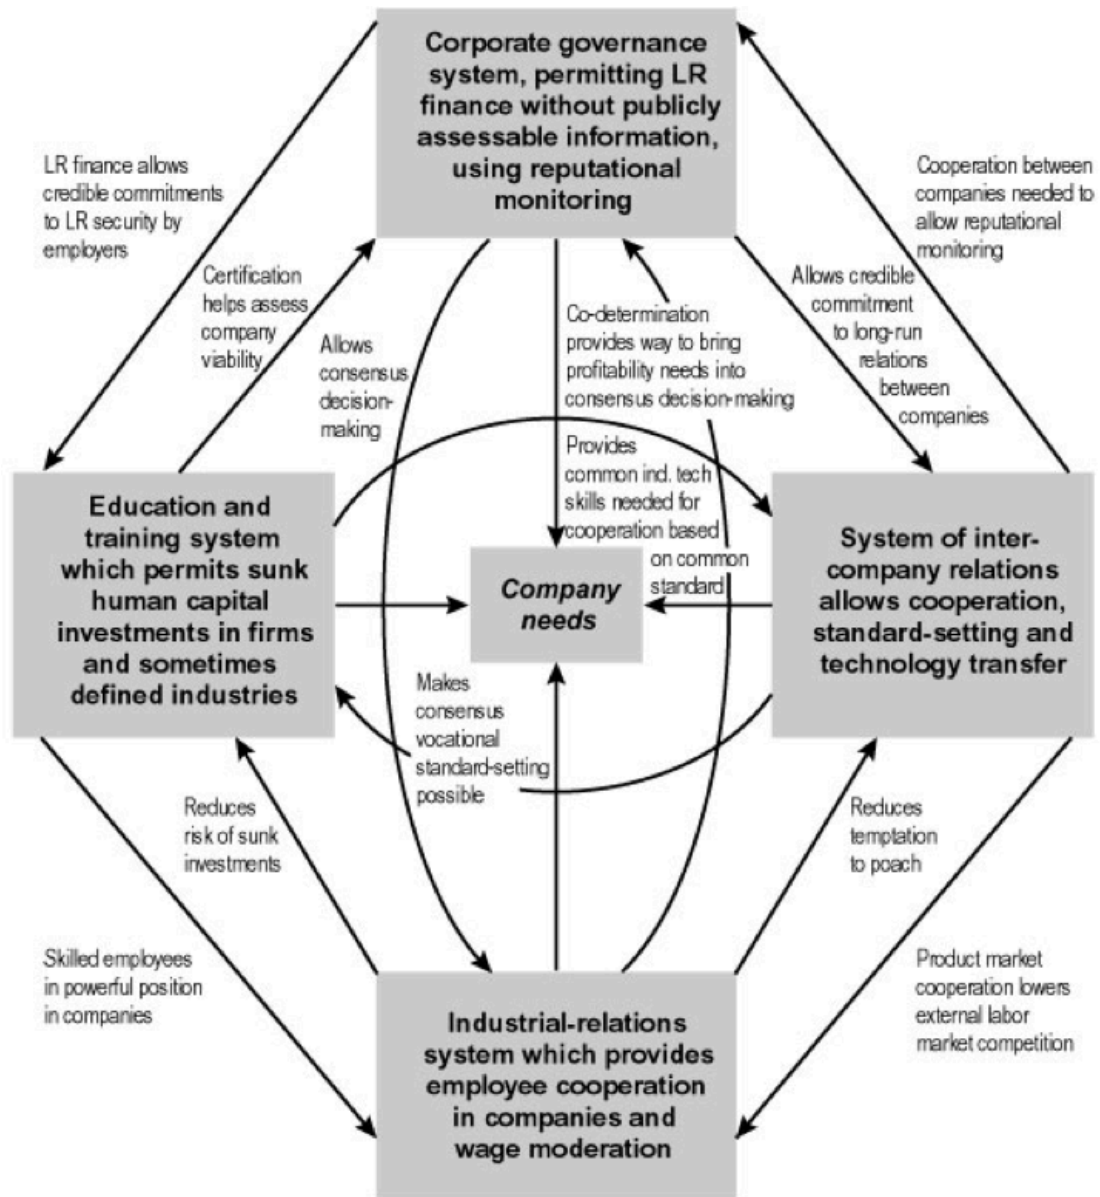 Corporate governance
system, permitting LR
finance without publicly
assessable information,
using reputational
monitoring
LR finance allows
credible commitments
to LR security by
employers
Cooperation between
companies needed to
allow reputational
monitoring
Certification
helps assess
company
viability
Allows
consensus
decision-
making
Co-determination
provides way to bring
profitability needs into
consensus decision-making
Allows credible
commitment
to long-run
relations
between
companies
Provides
common ind. tech
skills needed for
cooperation based
on common
standard
Education and
training system
which permits sunk
human capital
investments in firms
and sometimes
defined industries
Company
needs
System of inter-
company relations
allows cooperation,
standard-setting and
technology transfer
Makes
consensus
vocational
standard-setting
possible
Reduces
risk of sunk
investments
Reduces
temptation
to poach
Skilled employees
in powerful position
in companies
Product market
cooperation lowers
external labor
market competition
Industrial-relations
system which provides
employee cooperation
in companies and
wage moderation